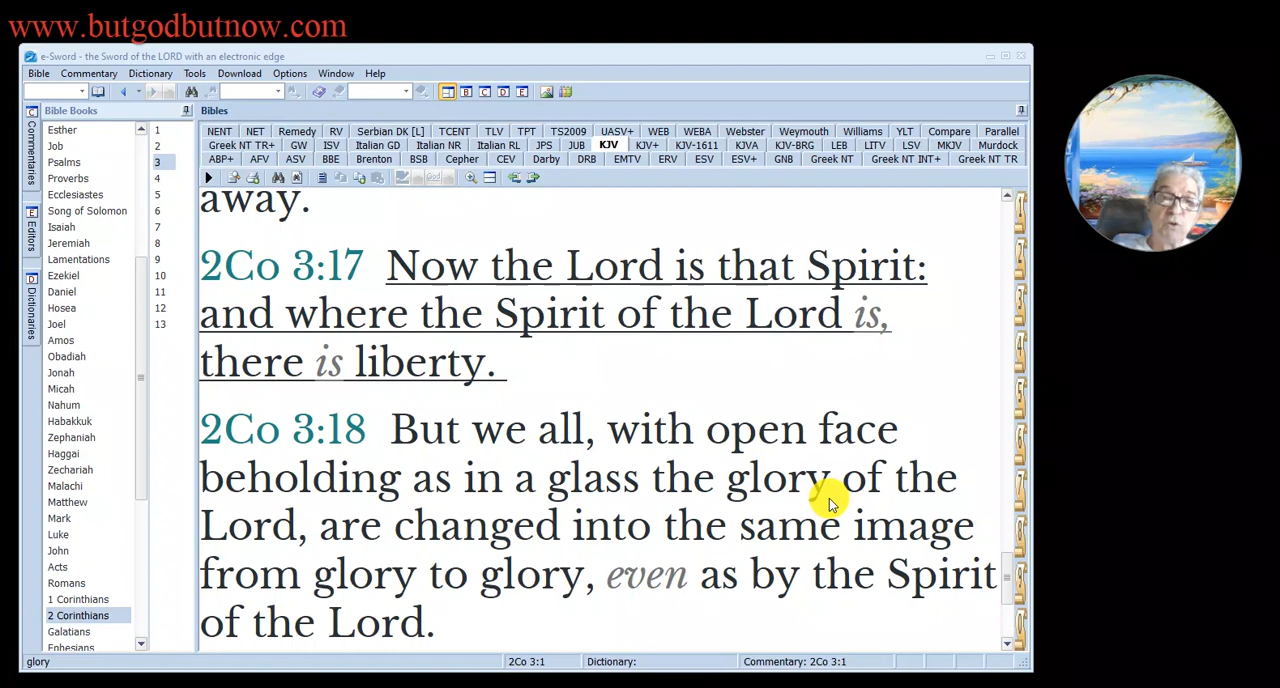 www.butgodbutnow.com
e-Sword - the Sword of the LORD with an electronic edge
Bible Commentary Dictionary Tools Download Options Window Help
B C D E
Bible Books
Bibles
Commentaries
Editors
Dictionaries
Esther 1
Job 2
Psalms 3
Proverbs 4
Ecclesiastes 5
Song of Solomon 6
Isaiah 7
Jeremiah 8
Lamentations 9
Ezekiel 10
Daniel 11
Hosea 12
Joel 13
Amos
Obadiah
Jonah
Micah
Nahum
Habakkuk
Zephaniah
Haggai
Zechariah
Malachi
Matthew
Mark
Luke
John
Acts
Romans
1 Corinthians
2 Corinthians
Galatians
Ephesians
NENT NET Remedy RV Serbian DK [L] TCENT TLV TPT TS2009 UASV+ WEB WEBA Webster Weymouth Williams YLT Compare Parallel
Greek NT TR+ GW ISV Italian GD Italian NR Italian RL JPS JUB KJV KJV+ KJV-1611 KJVA KJV-BRG LEB LITV LSV MKJV Murdock
ABP+ AFV ASV BBE Brenton BSB Cepher CEV Darby DRB EMTV ERV ESV ESV+ GNB Greek NT Greek NT INT+ Greek NT TR
away.
2Co 3:17 Now the Lord is that Spirit:
and where the Spirit of the Lord is,
there is liberty.
2Co 3:18 But we all, with open face
beholding as in a glass the glory of the
Lord, are changed into the same image
from glory to glory, even as by the Spirit
of the Lord.
glory 2Co 3:1 Dictionary: Commentary: 2Co 3:1